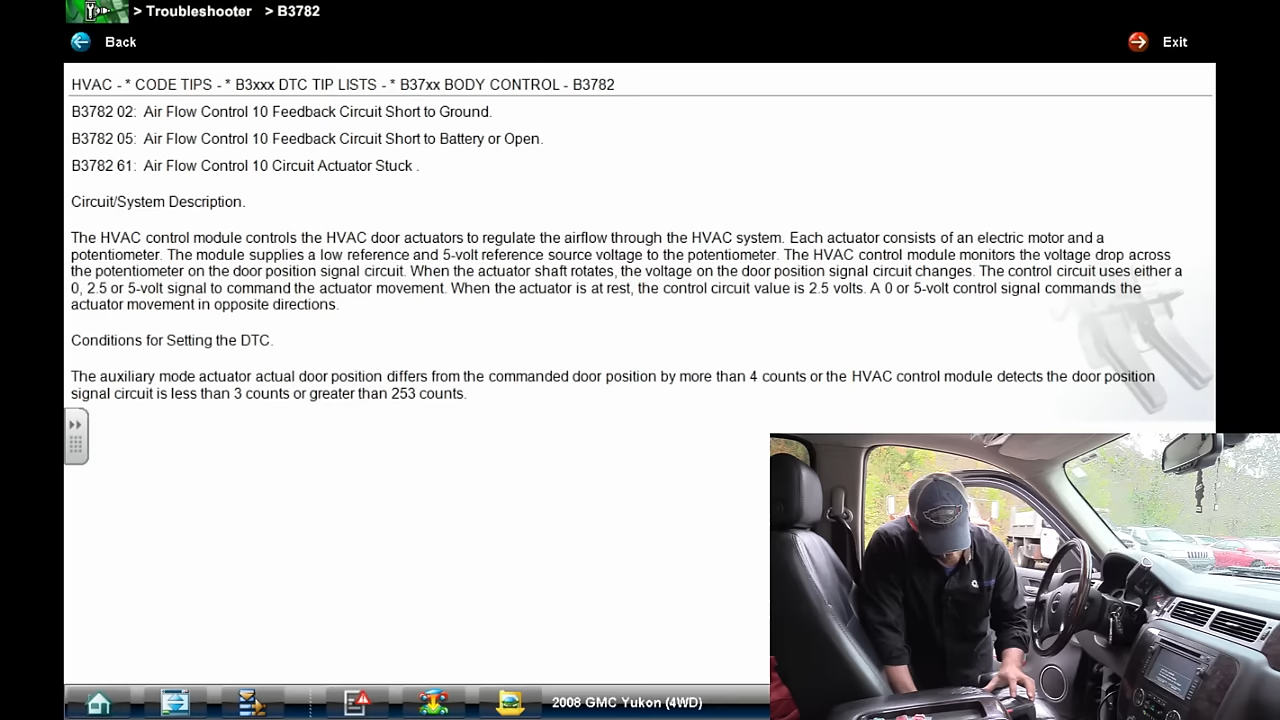 > Troubleshooter > B3782
Back
Exit
HVAC - * CODE TIPS - * B3xxx DTC TIP LISTS - * B37xx BODY CONTROL - B3782
B3782 02: Air Flow Control 10 Feedback Circuit Short to Ground.
B3782 05: Air Flow Control 10 Feedback Circuit Short to Battery or Open.
B3782 61: Air Flow Control 10 Circuit Actuator Stuck .
Circuit/System Description.
The HVAC control module controls the HVAC door actuators to regulate the airflow through the HVAC system. Each actuator consists of an electric motor and a
potentiometer. The module supplies a low reference and 5-volt reference source voltage to the potentiometer. The HVAC control module monitors the voltage drop across
the potentiometer on the door position signal circuit. When the actuator shaft rotates, the voltage on the door position signal circuit changes. The control circuit uses either a
0, 2.5 or 5-volt signal to command the actuator movement. When the actuator is at rest, the control circuit value is 2.5 volts. A 0 or 5-volt control signal commands the
actuator movement in opposite directions.
Conditions for Setting the DTC.
The auxiliary mode actuator actual door position differs from the commanded door position by more than 4 counts or the HVAC control module detects the door position
signal circuit is less than 3 counts or greater than 253 counts.
2008 GMC Yukon (4WD)